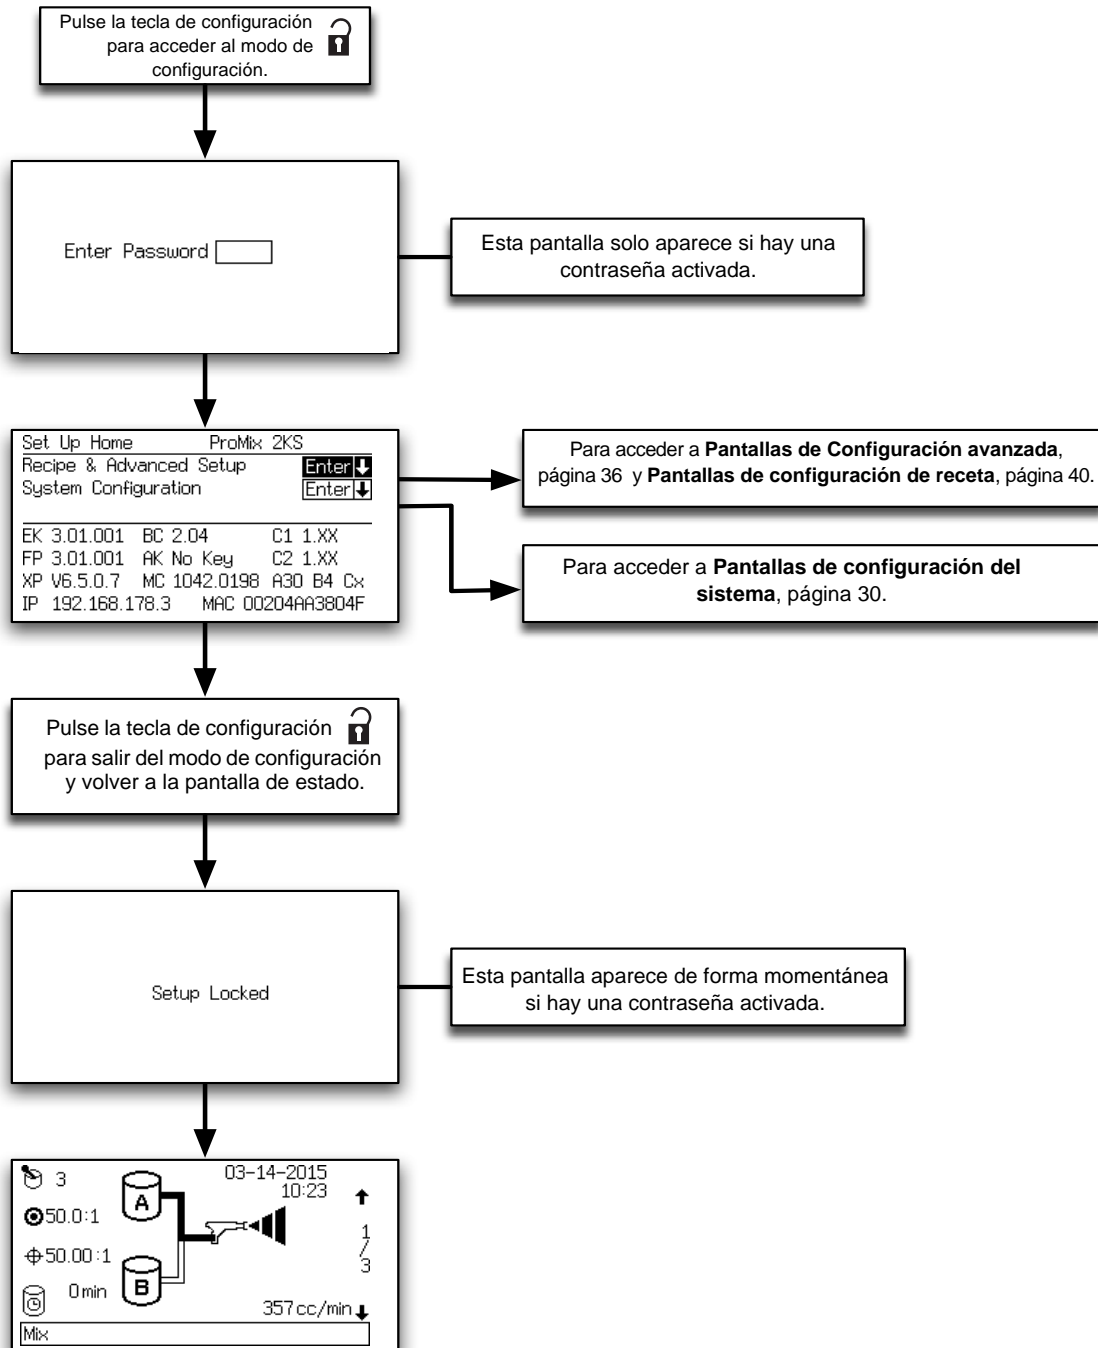 Pulse la tecla de configuración
para acceder al modo de
configuración.
Enter Password
Esta pantalla solo aparece si hay una
contraseña activada.
Set Up Home ProMix 2KS
Recipe & Advanced Setup Enter
System Configuration Enter
EK 3.01.001 BC 2.04 C1 1.XX
FP 3.01.001 AK No Key C2 1.XX
XP V6.5.0.7 MC 1042.0198 A30 B4 Cx
IP 192.168.178.3 MAC 00204AA3804F
Para acceder a Pantallas de Configuración avanzada,
página 36 y Pantallas de configuración de receta, página 40.
Para acceder a Pantallas de configuración del
sistema, página 30.
Pulse la tecla de configuración
para salir del modo de configuración
y volver a la pantalla de estado.
Setup Locked
Esta pantalla aparece de forma momentánea
si hay una contraseña activada.
3
03-14-2015
10:23
A
50.0:1
1
/
3
50.00:1
0min
B
357cc/min
Mix